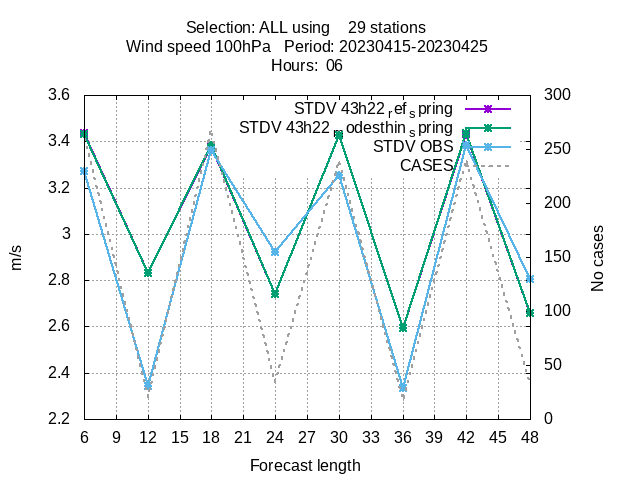 Selection: ALL using 29 stations
Wind speed 100hPa Period: 20230415-20230425
Hours: 06
STDV 43h22 ref spring
STDV 43h22 odesthin spring
STDV OBS
CASES
3.6
3.4
3.2
3
2.8
2.6
2.4
2.2
300
250
200
150
100
50
0
m/s
No cases
6 9 12 15 18 21 24 27 30 33 36 39 42 45 48
Forecast length